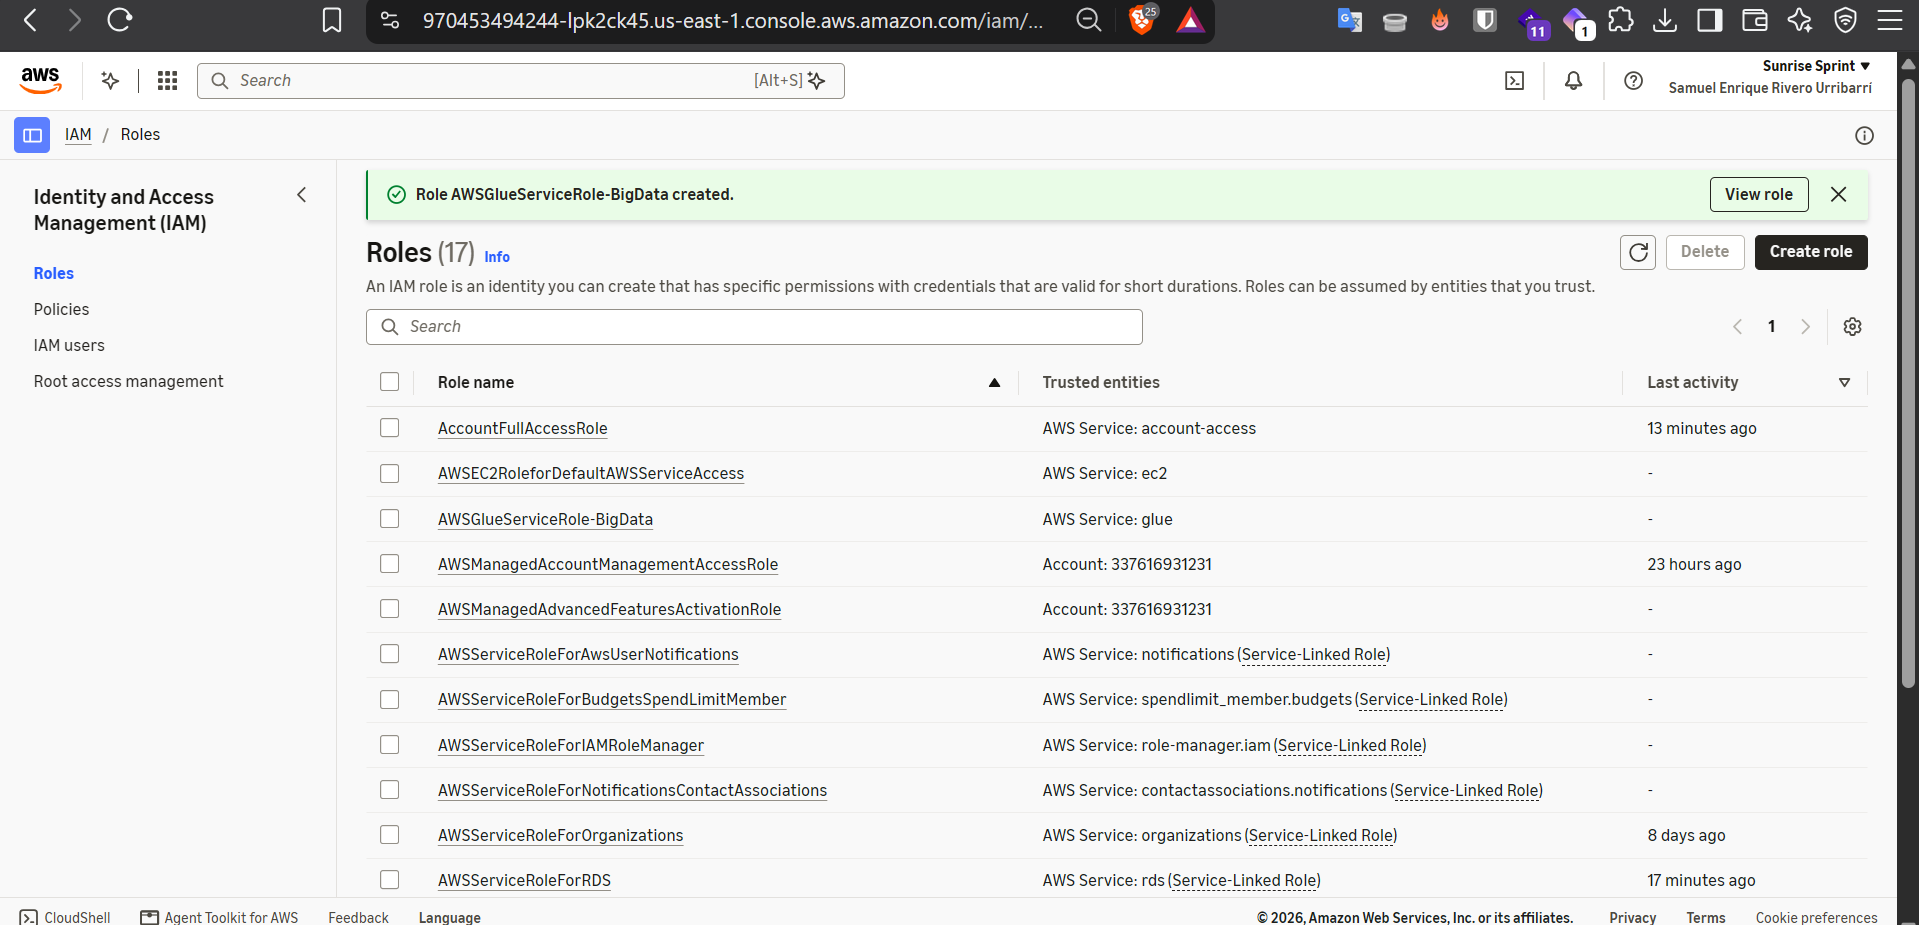 970453494244-lpk2ck45.us-east-1.console.aws.amazon.com/iam/...
25
11
1
aws
Search
[Alt+S]
Sunrise Sprint
Samuel Enrique Rivero Urribarrí
IAM / Roles
Identity and Access Management (IAM)
Roles
Policies
IAM users
Root access management
Role AWSGlueServiceRole-BigData created.
View role
Roles (17) Info
Delete
Create role
An IAM role is an identity you can create that has specific permissions with credentials that are valid for short durations. Roles can be assumed by entities that you trust.
Search
1
Role name Trusted entities Last activity
AccountFullAccessRole AWS Service: account-access 13 minutes ago
AWSEC2RoleforDefaultAWSServiceAccess AWS Service: ec2 -
AWSGlueServiceRole-BigData AWS Service: glue -
AWSManagedAccountManagementAccessRole Account: 337616931231 23 hours ago
AWSManagedAdvancedFeaturesActivationRole Account: 337616931231 -
AWSServiceRoleForAwsUserNotifications AWS Service: notifications (Service-Linked Role) -
AWSServiceRoleForBudgetsSpendLimitMember AWS Service: spendlimit_member.budgets (Service-Linked Role) -
AWSServiceRoleForIAMRoleManager AWS Service: role-manager.iam (Service-Linked Role) -
AWSServiceRoleForNotificationsContactAssociations AWS Service: contactassociations.notifications (Service-Linked Role) -
AWSServiceRoleForOrganizations AWS Service: organizations (Service-Linked Role) 8 days ago
AWSServiceRoleForRDS AWS Service: rds (Service-Linked Role) 17 minutes ago
CloudShell Agent Toolkit for AWS Feedback Language © 2026, Amazon Web Services, Inc. or its affiliates. Privacy Terms Cookie preferences